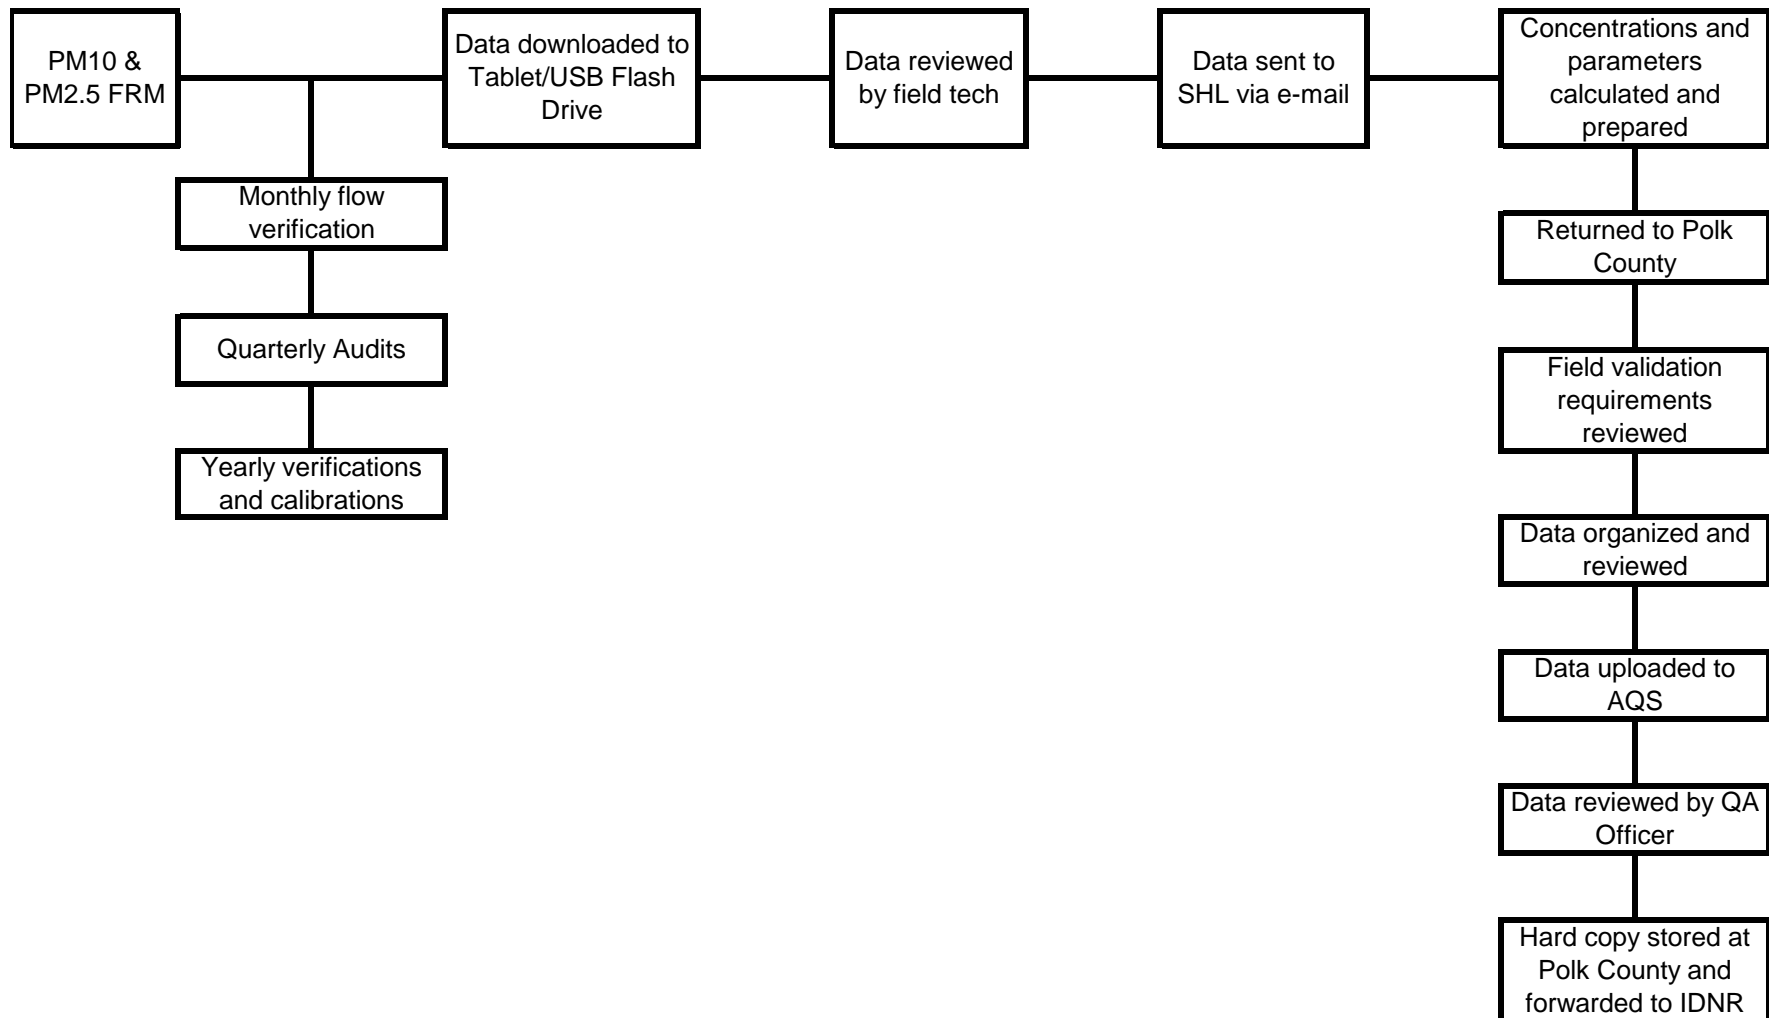 PM10 &
PM2.5 FRM
Data downloaded to
Tablet/USB Flash
Drive
Data reviewed
by field tech
Data sent to
SHL via e-mail
Concentrations and
parameters
calculated and
prepared
Monthly flow
verification
Quarterly Audits
Yearly verifications
and calibrations
Returned to Polk
County
Field validation
requirements
reviewed
Data organized and
reviewed
Data uploaded to
AQS
Data reviewed by QA
Officer
Hard copy stored at
Polk County and
forwarded to IDNR